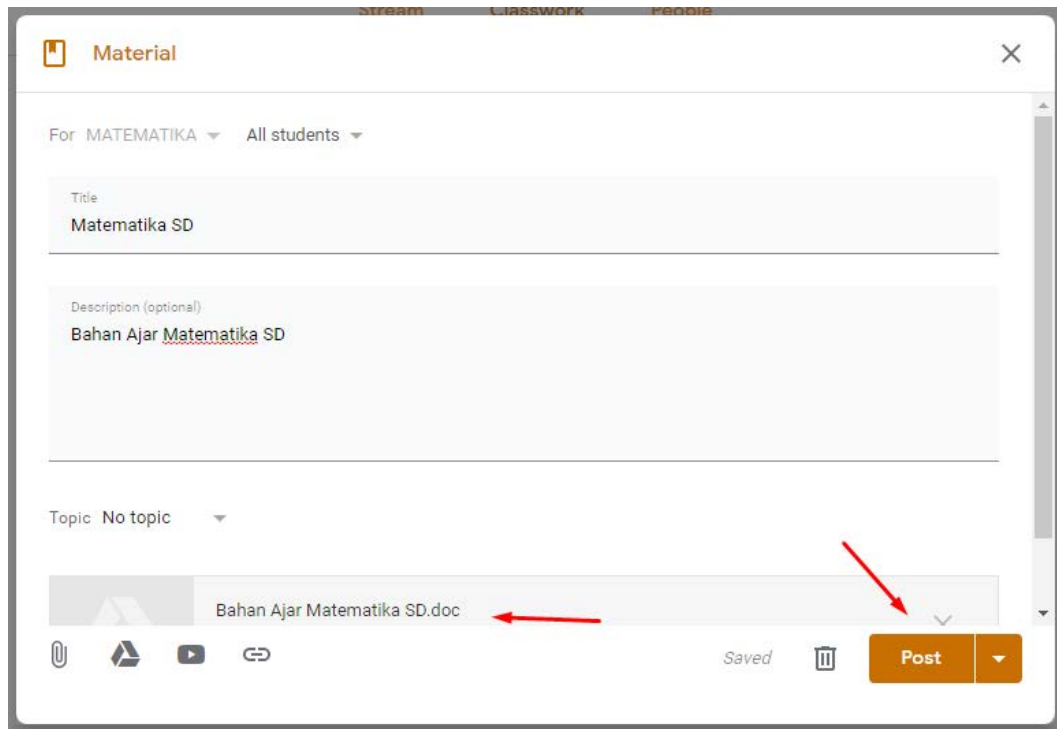 Stream Classwork People
Material
For MATEMATIKA All students
Title
Matematika SD
Description (optional)
Bahan Ajar Matematika SD
Topic No topic
Bahan Ajar Matematika SD.doc
Saved Post